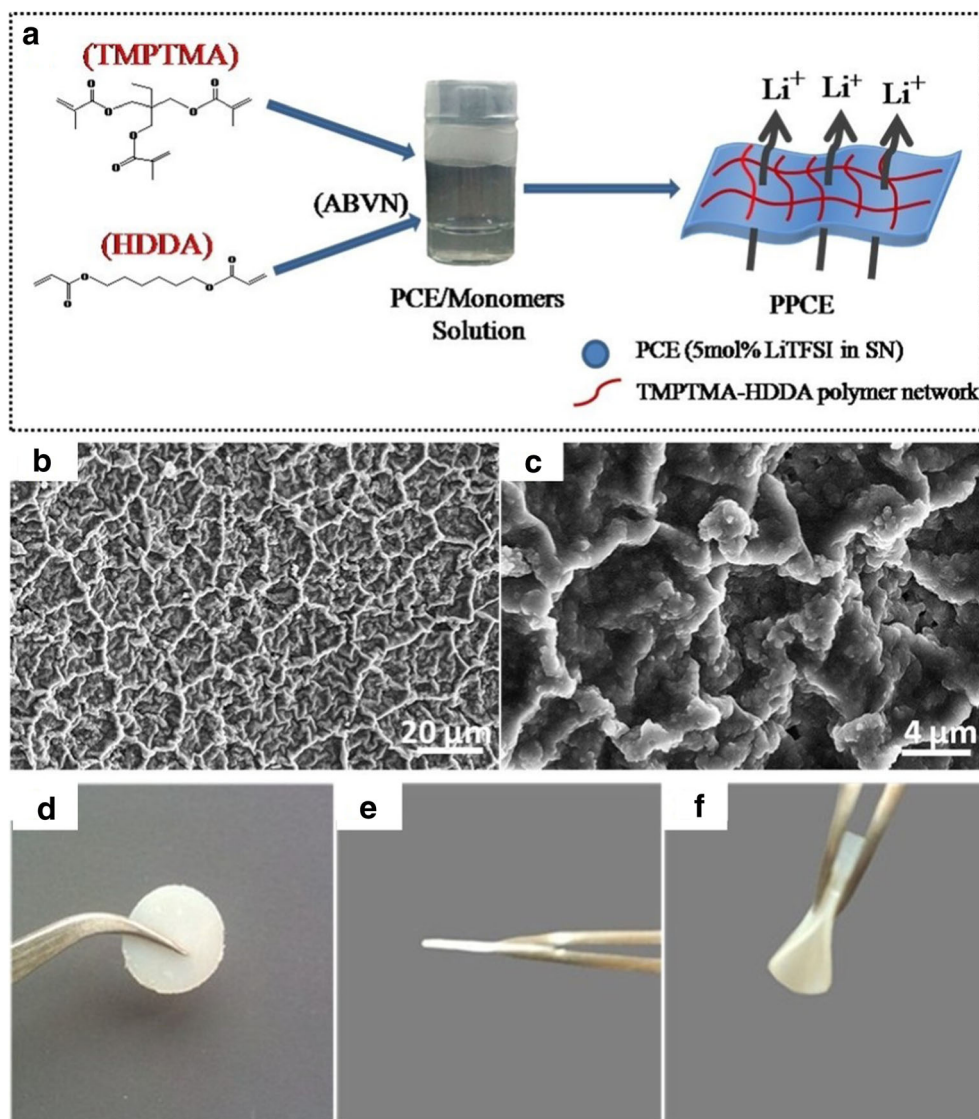 a
(TMPTMA)
O
O
O
O
O
O
(ABVN)
(HDDA)
O
O
O
O
PCE/Monomers
Solution
Li+ Li+ Li+
PPCE
PCE (5mol% LiTFSI in SN)
TMPTMA-HDDA polymer network
b
20 μm
c
4 μm
d
e
f